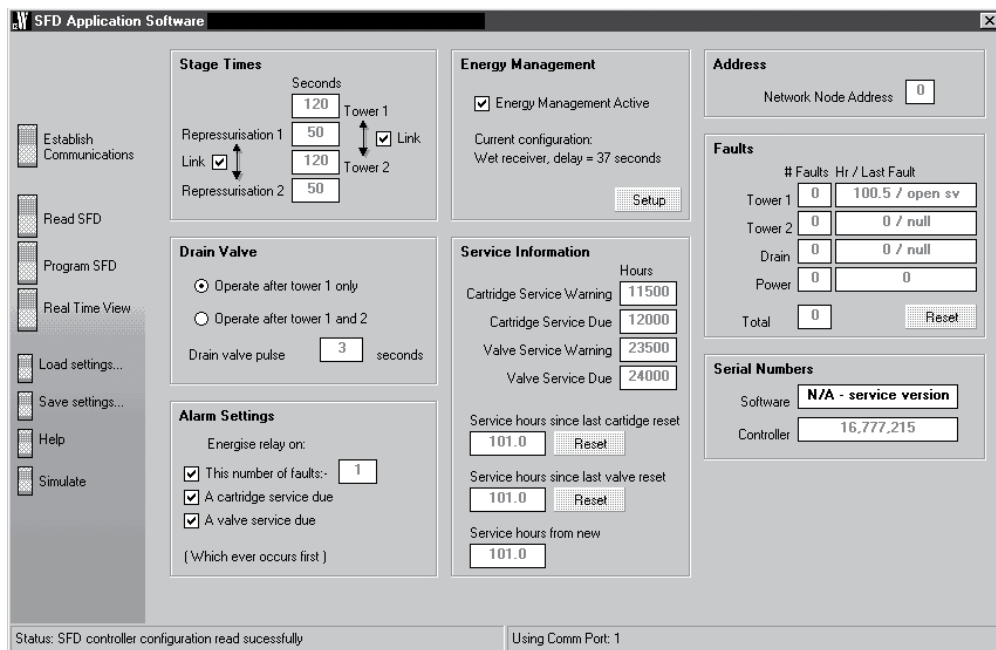 SFD Application Software
Establish
Communications
Read SFD
Program SFD
Real Time View
Load settings...
Save settings...
Help
Simulate
Stage Times
Seconds
120 Tower 1
Repressurisation 1 50
Link Link
120 Tower 2
Repressurisation 2 50
Drain Valve
Operate after tower 1 only
Operate after tower 1 and 2
Drain valve pulse 3 seconds
Alarm Settings
Energise relay on:
This number of faults:- 1
A cartridge service due
A valve service due
( Which ever occurs first )
Energy Management
Energy Management Active
Current configuration:
Wet receiver, delay = 37 seconds
Setup
Service Information
Hours
Cartridge Service Warning 11500
Cartridge Service Due 12000
Valve Service Warning 23500
Valve Service Due 24000
Service hours since last cartidge reset
101.0 Reset
Service hours since last valve reset
101.0 Reset
Service hours from new
101.0
Address
Network Node Address 0
Faults
# Faults Hr / Last Fault
Tower 1 0 100.5 / open sv
Tower 2 0 0 / null
Drain 0 0 / null
Power 0 0
Total 0 Reset
Serial Numbers
Software N/A - service version
Controller 16,777,215
Status: SFD controller configuration read sucessfully
Using Comm Port: 1